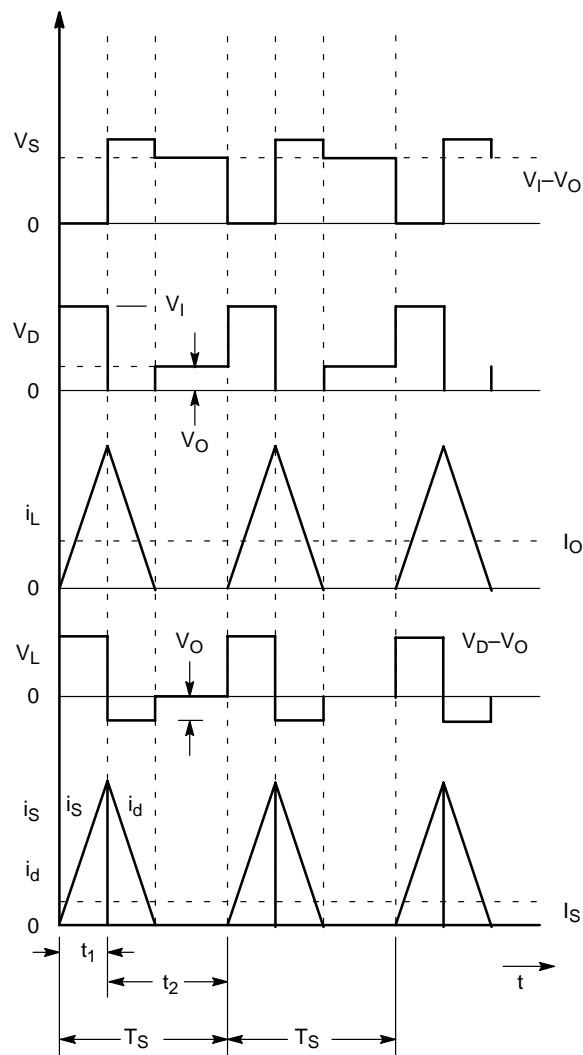 V_S
V_I–V_O
0
V_I
V_D
0
V_O
i_L
I_O
0
V_O
V_D–V_O
V_L
0
i_S
i_S
i_d
i_d
I_S
0
t_1
t_2
t
T_S
T_S